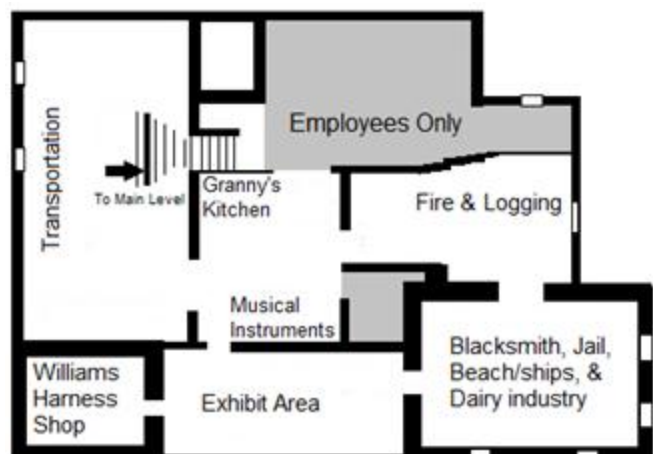 Employees Only
Transportation
To Main Level
Granny's
Kitchen
Fire & Logging
Musical
Instruments
Williams
Harness
Shop
Exhibit Area
Blacksmith, Jail,
Beach/ships, &
Dairy industry